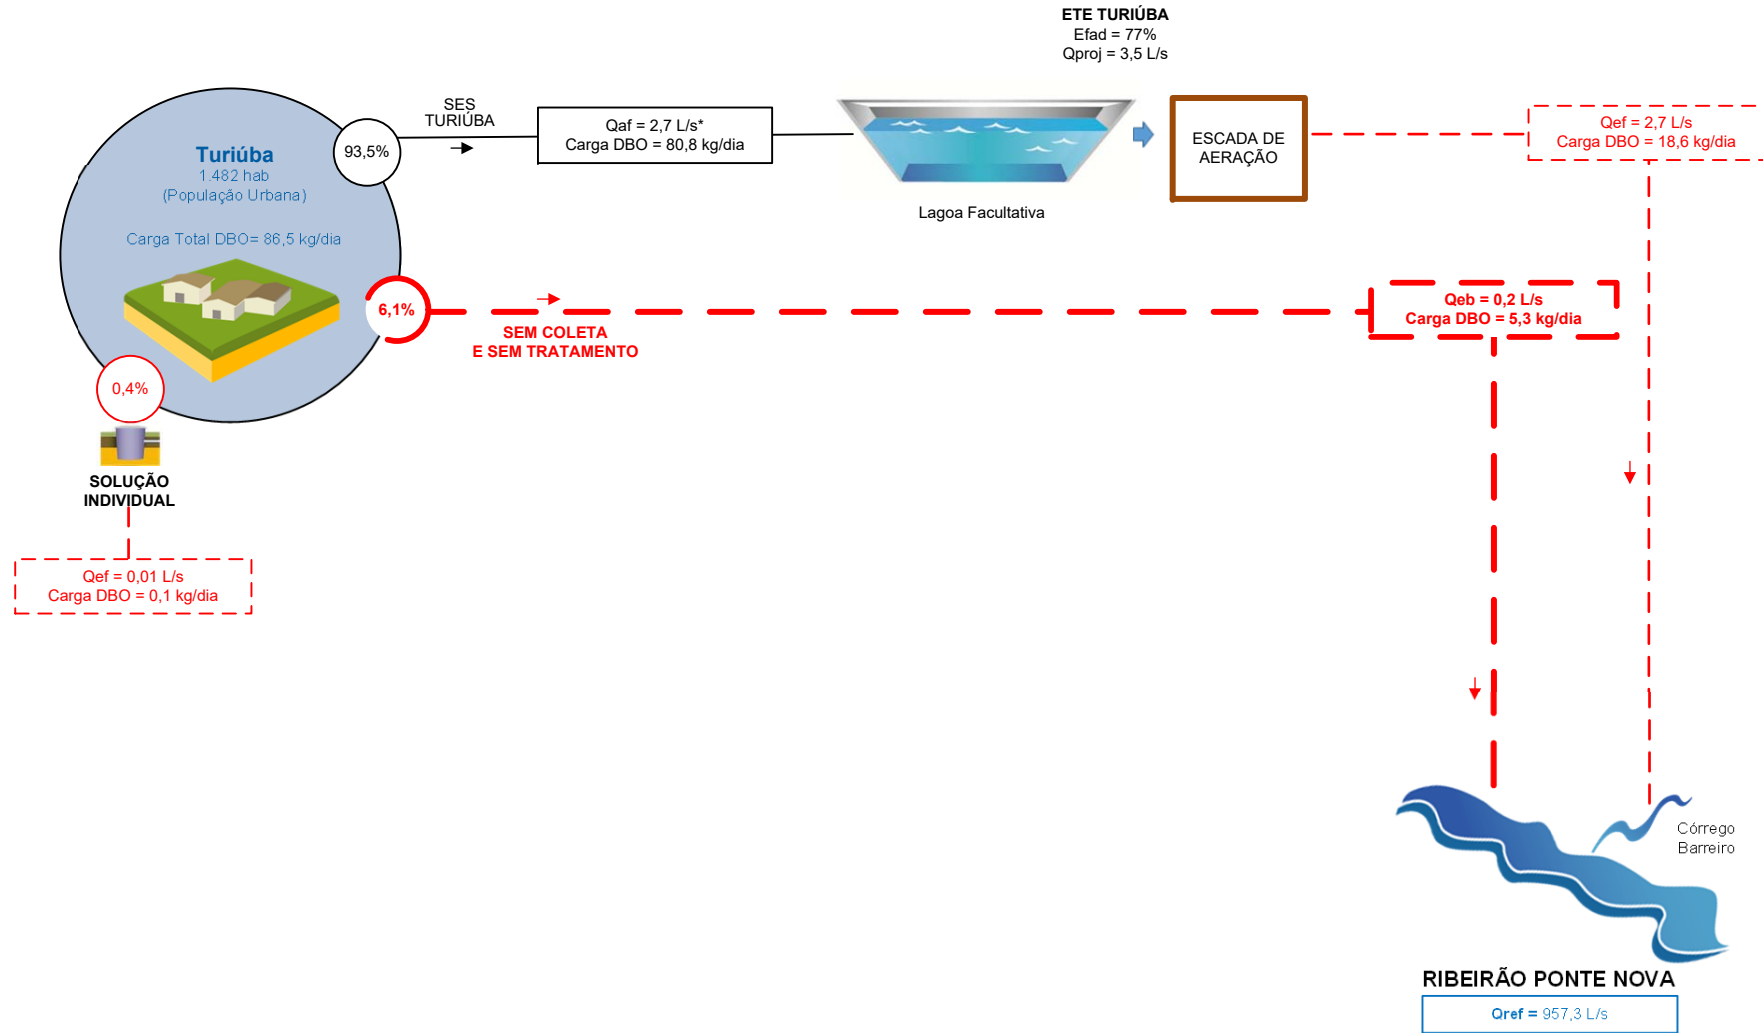 ETE TURIÚBA
Efad = 77%
Qproj = 3,5 L/s
SES
TURIÚBA
Qaf = 2,7 L/s*
Carga DBO = 80,8 kg/dia
93,5%
Turiúba
1.482 hab
(População Urbana)
Carga Total DBO= 86,5 kg/dia
Lagoa Facultativa
ESCADA DE
AERAÇÃO
Qef = 2,7 L/s
Carga DBO = 18,6 kg/dia
6,1%
SEM COLETA
E SEM TRATAMENTO
Qeb = 0,2 L/s
Carga DBO = 5,3 kg/dia
0,4%
SOLUÇÃO
INDIVIDUAL
Qef = 0,01 L/s
Carga DBO = 0,1 kg/dia
Córrego
Barreiro
RIBEIRÃO PONTE NOVA
Qref = 957,3 L/s